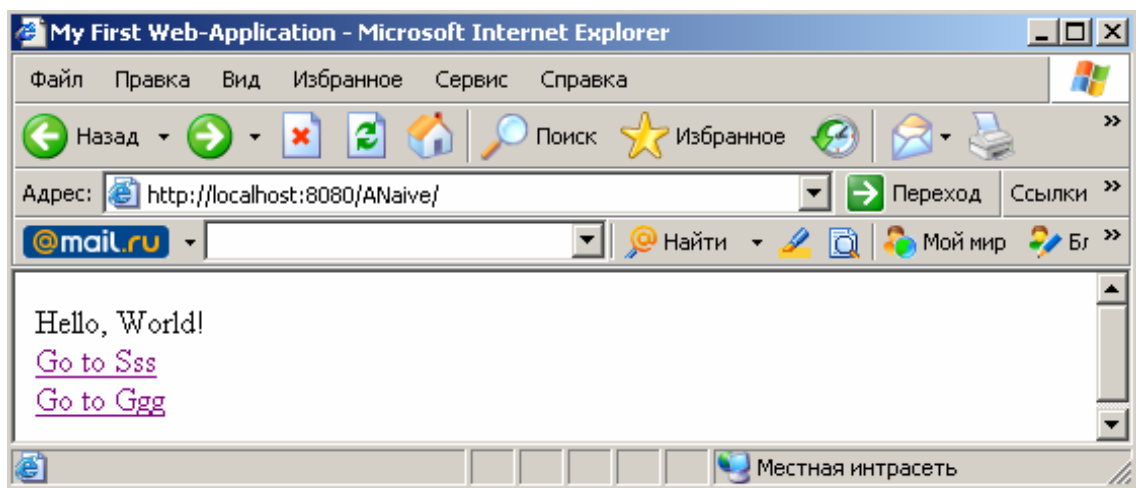 My First Web-Application - Microsoft Internet Explorer
Файл Правка Вид Избранное Сервис Справка
Назад Поиск Избранное »
Адрес: http://localhost:8080/ANaive/ Переход Ссылки »
@mail.ru Найти Мой мир Бл »
Hello, World!
Go to Sss
Go to Ggg
Местная интрасеть